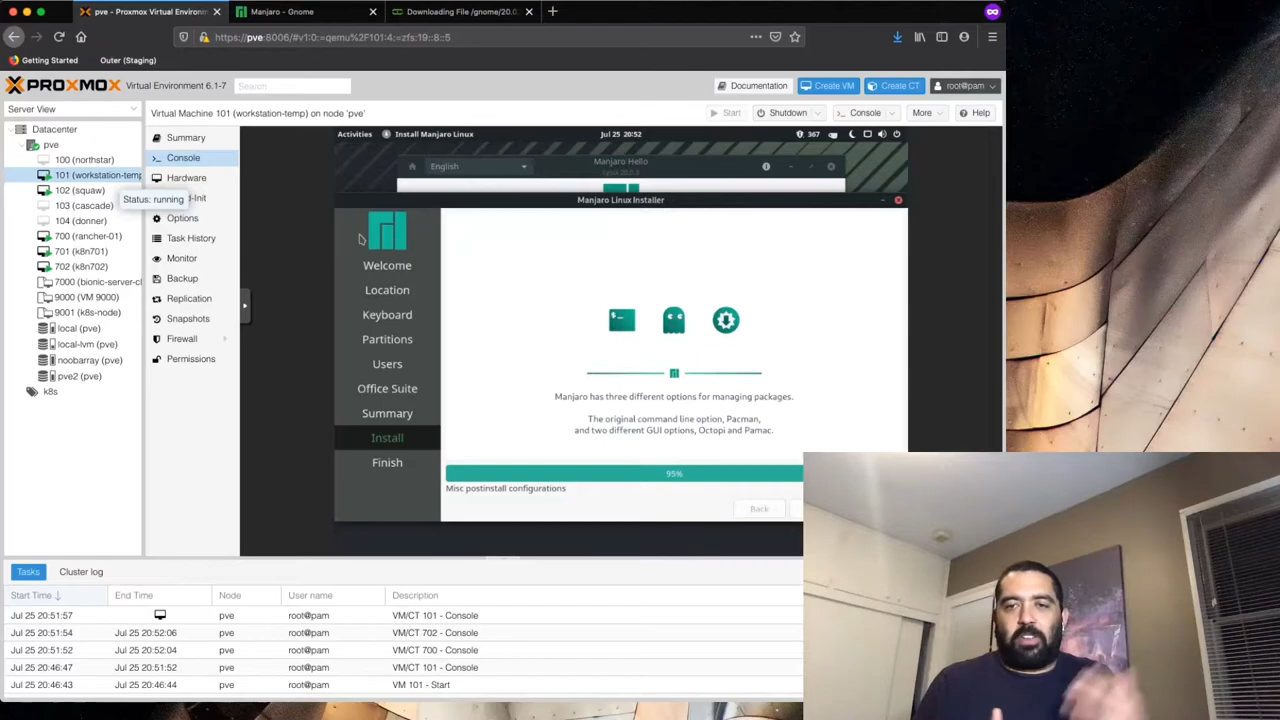 pve - Proxmox Virtual Environm
Manjaro - Gnome
Downloading File /gnome/20.0.
https://pve:8006/#v1:0:=qemu%2F101:4:=zfs:19::8::5
Getting Started
Outer (Staging)
PROXMOX
Virtual Environment 6.1-7
Search
Documentation
Create VM
Create CT
root@pam
Server View
Virtual Machine 101 (workstation-temp) on node 'pve'
Start
Shutdown
Console
More
Help
Datacenter
pve
100 (northstar)
101 (workstation-temp
102 (squaw)
103 (cascade)
104 (donner)
700 (rancher-01)
701 (k8n701)
702 (k8n702)
7000 (bionic-server-cl
9000 (VM 9000)
9001 (k8s-node)
local (pve)
local-lvm (pve)
noobarray (pve)
pve2 (pve)
k8s
Status: running
Summary
Console
Hardware
d-Init
Options
Task History
Monitor
Backup
Replication
Snapshots
Firewall
Permissions
Activities
Install Manjaro Linux
Jul 25 20:52
367
English
Manjaro Hello
Manjaro Linux Installer
Welcome
Location
Keyboard
Partitions
Users
Office Suite
Summary
Install
Finish
Manjaro has three different options for managing packages.
The original command line option, Pacman,
and two different GUI options, Octopi and Pamac.
95%
Misc postinstall configurations
Back
Tasks
Cluster log
Start Time
End Time
Node
User name
Description
Jul 25 20:51:57
pve
root@pam
VM/CT 101 - Console
Jul 25 20:51:54
Jul 25 20:52:06
pve
root@pam
VM/CT 702 - Console
Jul 25 20:51:52
Jul 25 20:52:04
pve
root@pam
VM/CT 700 - Console
Jul 25 20:46:47
Jul 25 20:51:52
pve
root@pam
VM/CT 101 - Console
Jul 25 20:46:43
Jul 25 20:46:44
pve
root@pam
VM 101 - Start